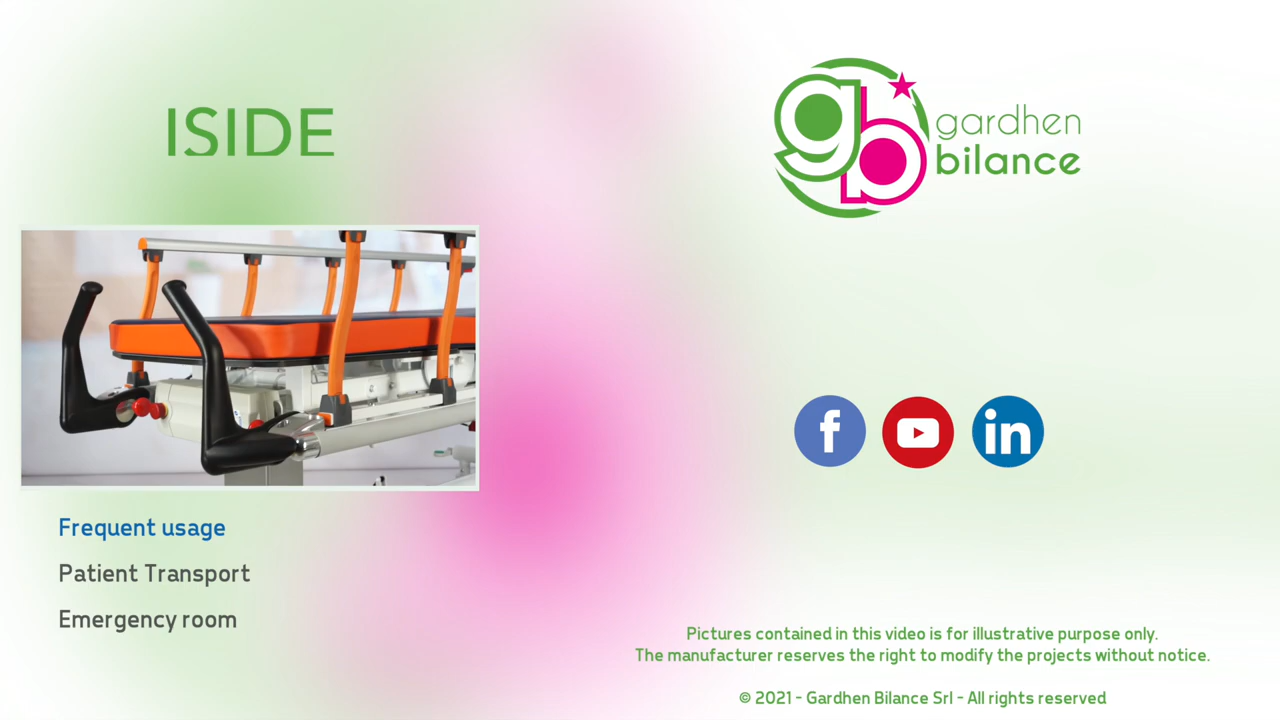 ISIDE
gb
gardhen
bilance
f
in
Frequent usage
Patient Transport
Emergency room
Pictures contained in this video is for illustrative purpose only.
The manufacturer reserves the right to modify the projects without notice.
© 2021 - Gardhen Bilance Srl - All rights reserved